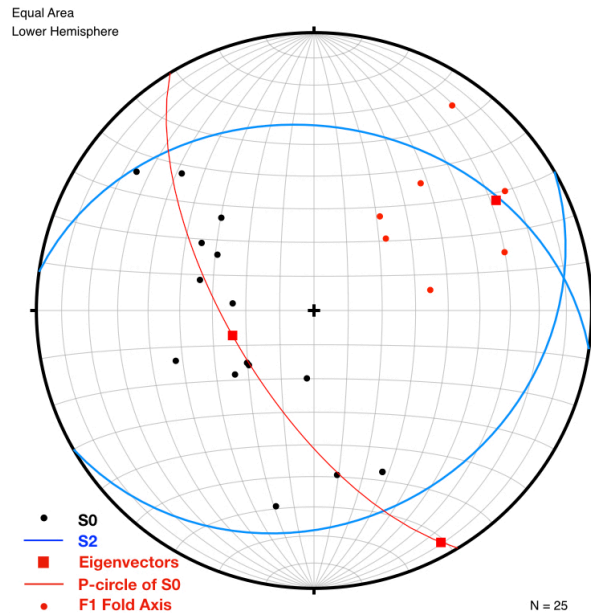 Equal Area
Lower Hemisphere
S0
S2
Eigenvectors
P-circle of S0
F1 Fold Axis
N = 25